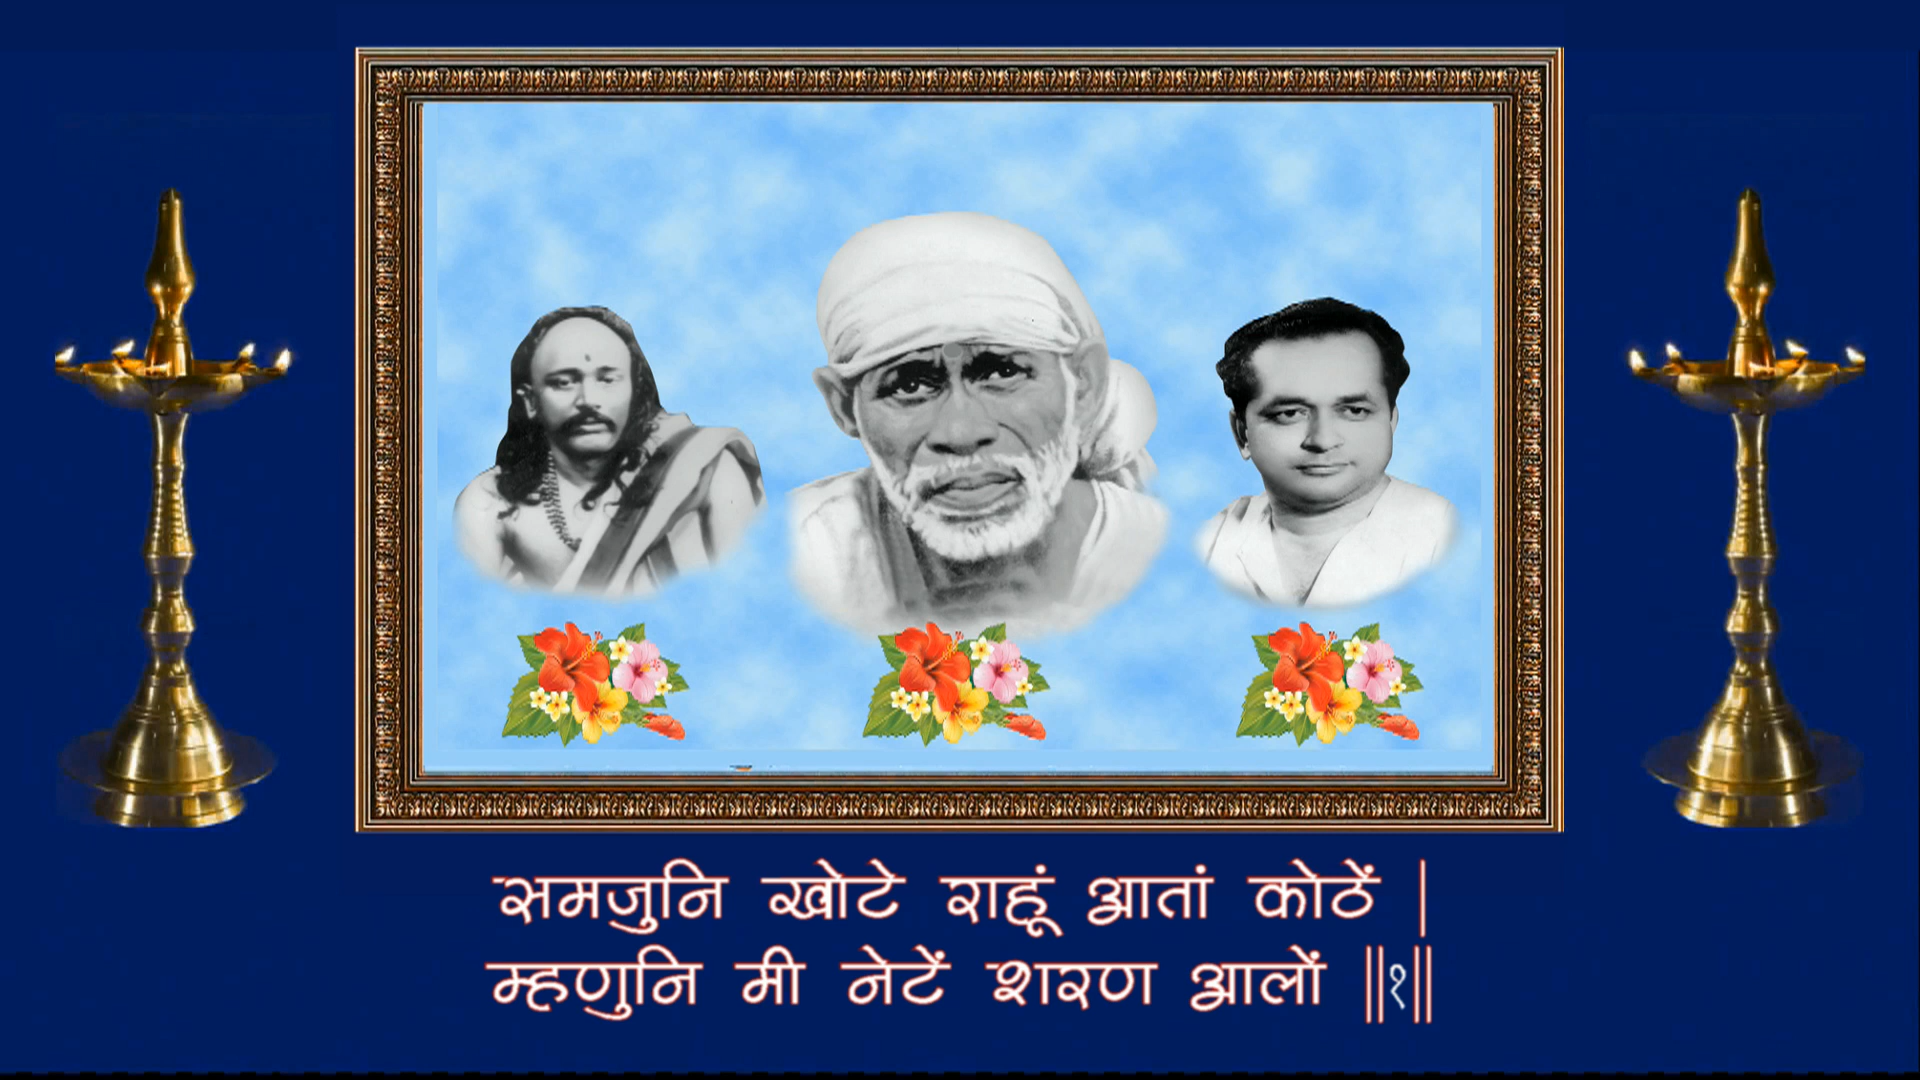 समजुनि खोटे राहूं आतां कोठें |
म्हणुनि मी नेटें शरण आलों ||१||